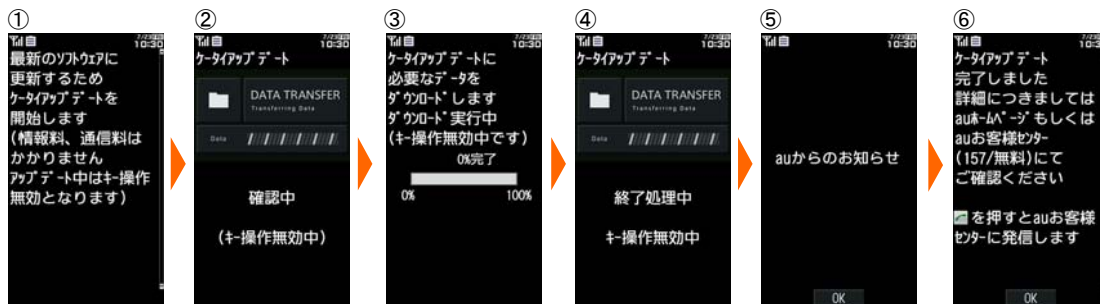 ①
10:30
最新のｿﾌﾄｳｪｱに
更新するため
ｹｰﾀｲｱｯﾌﾟﾃﾞｰﾄを
開始します
(情報料、通信料は
かかりません
ｱｯﾌﾟﾃﾞｰﾄ中はｷｰ操作
無効となります)
②
10:30
ｹｰﾀｲｱｯﾌﾟﾃﾞｰﾄ
DATA TRANSFER
Transferring Data
Data
確認中
(ｷｰ操作無効中)
③
10:30
ｹｰﾀｲｱｯﾌﾟﾃﾞｰﾄに
必要なﾃﾞｰﾀを
ﾀﾞｳﾝﾛｰﾄﾞします
ﾀﾞｳﾝﾛｰﾄﾞ実行中
(ｷｰ操作無効中です)
0%完了
0% 100%
④
10:30
ｹｰﾀｲｱｯﾌﾟﾃﾞｰﾄ
DATA TRANSFER
Transferring Data
Data
終了処理中
ｷｰ操作無効中
⑤
10:30
auからのお知らせ
OK
⑥
ｹｰﾀｲｱｯﾌﾟﾃﾞｰﾄ
完了しました
詳細につきましては
auﾎｰﾑﾍﾟｰｼﾞもしくは
auお客様ｾﾝﾀｰ
(157/無料)にて
ご確認ください
を押すとauお客様
ｾﾝﾀｰに発信します
OK